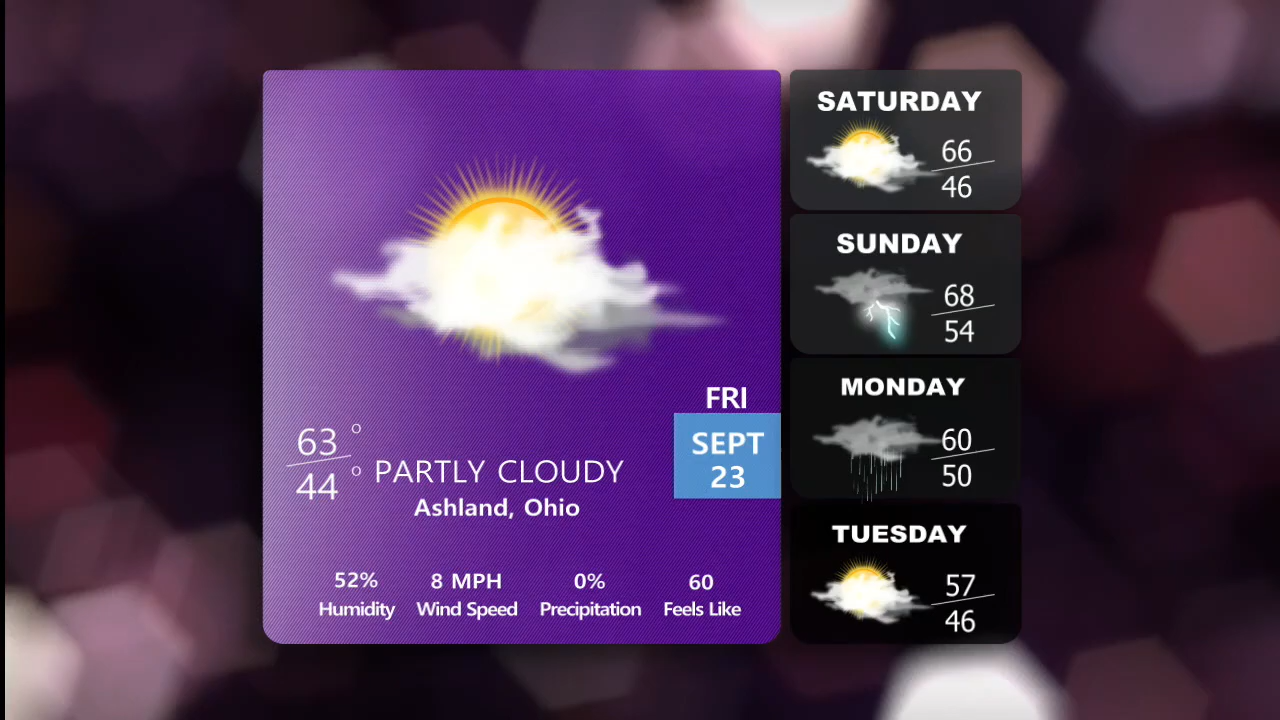 FRI
SEPT
23
63°
44°
PARTLY CLOUDY
Ashland, Ohio
52%
Humidity
8 MPH
Wind Speed
0%
Precipitation
60
Feels Like
SATURDAY
66
46
SUNDAY
68
54
MONDAY
60
50
TUESDAY
57
46